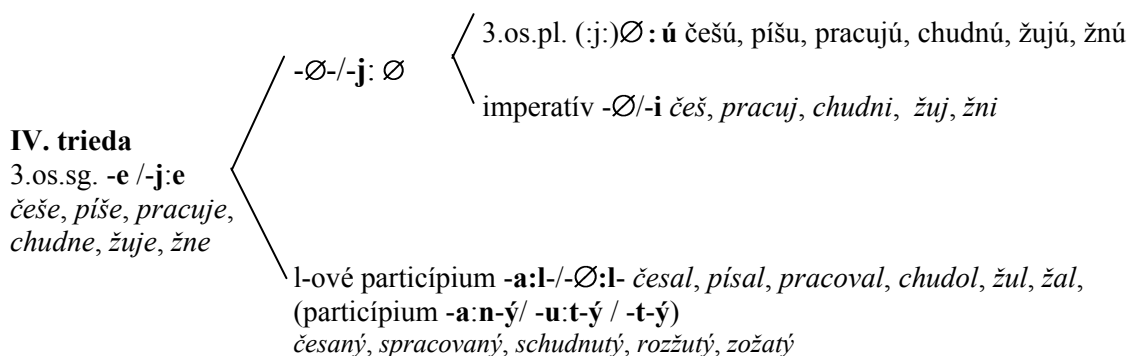 3.os.pl. (:j:)∅ : ú češú, píšu, pracujú, chudnú, žujú, žnú
-∅-/-j: ∅
imperatív -∅/-i češ, pracuj, chudni, žuj, žni
IV. trieda
3.os.sg. -e /-j:e
češe, píše, pracuje,
chudne, žuje, žne
l-ové particípium -a:l-/-∅:l- česal, písal, pracoval, chudol, žul, žal,
(particípium -a:n-ý/ -u:t-ý / -t-ý)
česaný, spracovaný, schudnutý, rozžutý, zožatý